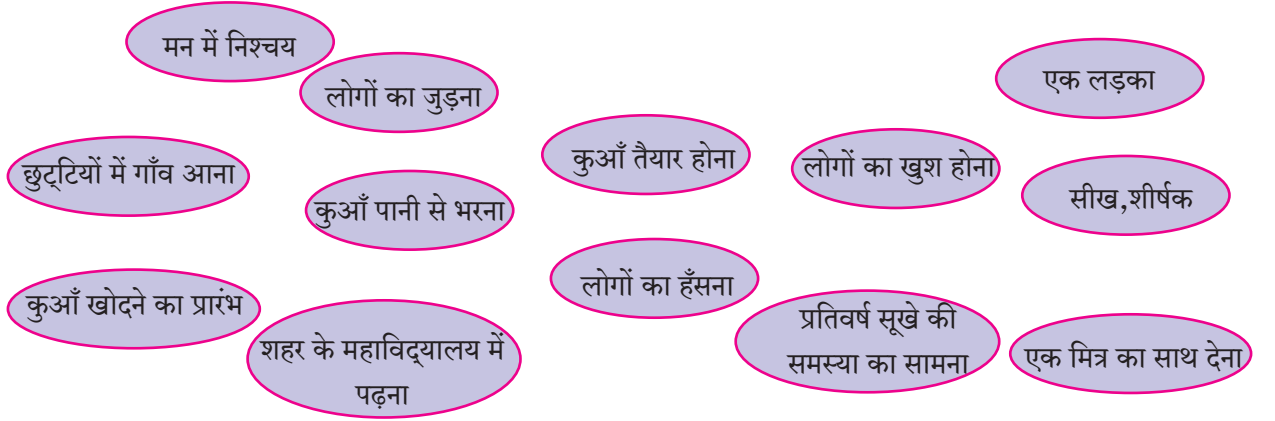 मन में निश्चय
लोगों का जुड़ना
एक लड़का
छुट्‌टियों में गाँव आना
कुआँ पानी से भरना
कुआँ तैयार होना
लोगों का खुश होना
सीख,शीर्षक
कुआँ खोदने का प्रारंभ
शहर के महाविद्‌यालय में
पढ़ना
लोगों का हँसना
प्रतिवर्ष सूखे की
समस्या का सामना
एक मित्र का साथ देना